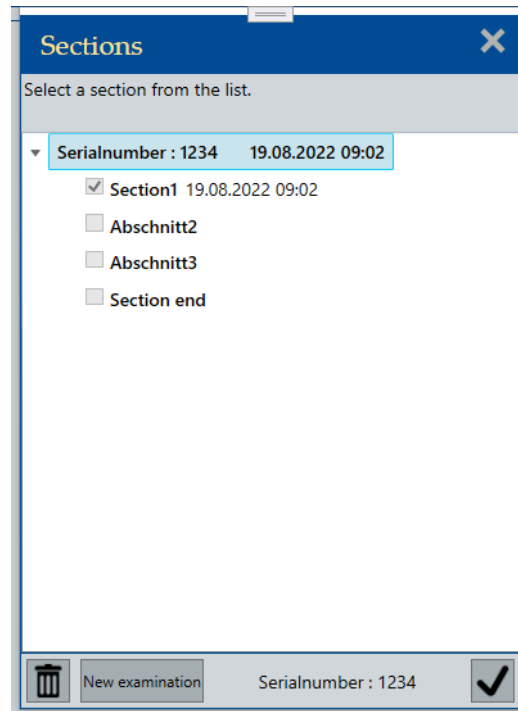 Sections
Select a section from the list.
Serialnumber : 1234 19.08.2022 09:02
Section1 19.08.2022 09:02
Abschnitt2
Abschnitt3
Section end
New examination Serialnumber : 1234